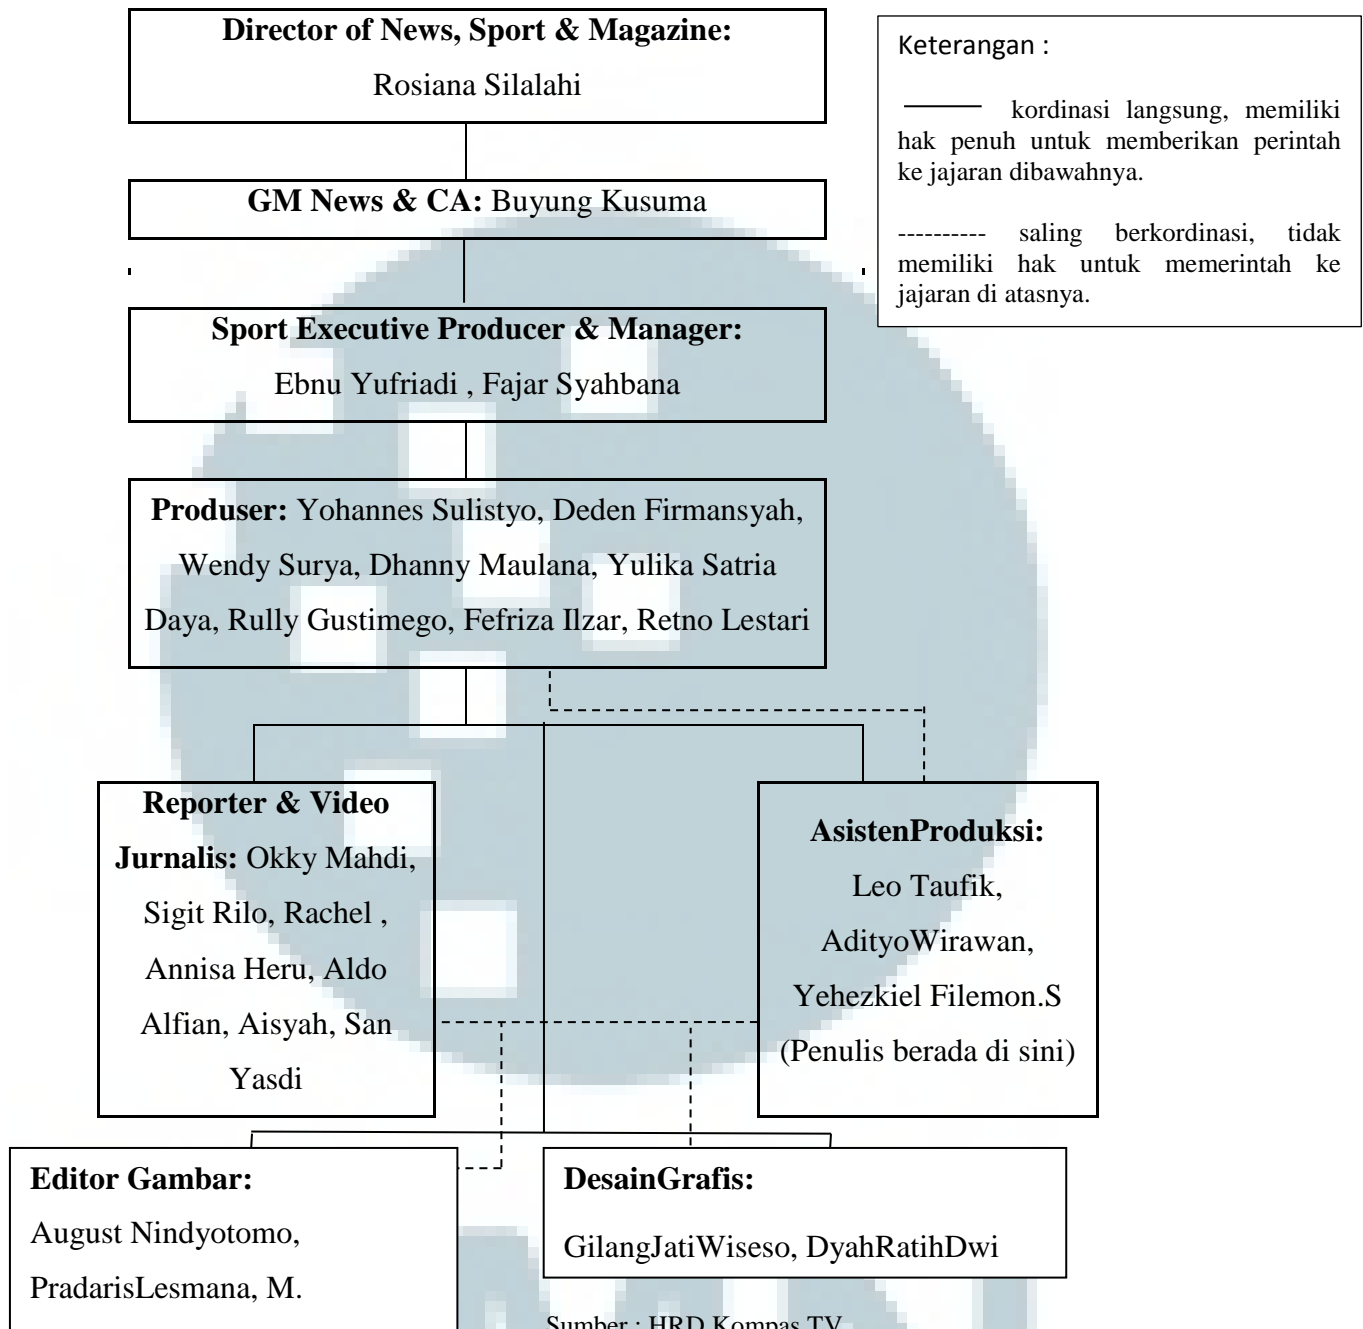 Director of News, Sport & Magazine:
Rosiana Silalahi
Keterangan :
kordinasi langsung, memiliki
hak penuh untuk memberikan perintah
ke jajaran dibawahnya.
---------- saling berkordinasi, tidak
memiliki hak untuk memerintah ke
jajaran di atasnya.
GM News & CA: Buyung Kusuma
Sport Executive Producer & Manager:
Ebnu Yufriadi , Fajar Syahbana
Produser: Yohannes Sulistyo, Deden Firmansyah,
Wendy Surya, Dhanny Maulana, Yulika Satria
Daya, Rully Gustimego, Fefriza Ilzar, Retno Lestari
Reporter & Video
Jurnalis: Okky Mahdi,
Sigit Rilo, Rachel ,
Annisa Heru, Aldo
Alfian, Aisyah, San
Yasdi
AsistenProduksi:
Leo Taufik,
AdityoWirawan,
Yehezkiel Filemon.S
(Penulis berada di sini)
Editor Gambar:
August Nindyotomo,
PradarisLesmana, M.
DesainGrafis:
GilangJatiWiseso, DyahRatihDwi
Sumber : HRD Kompas TV